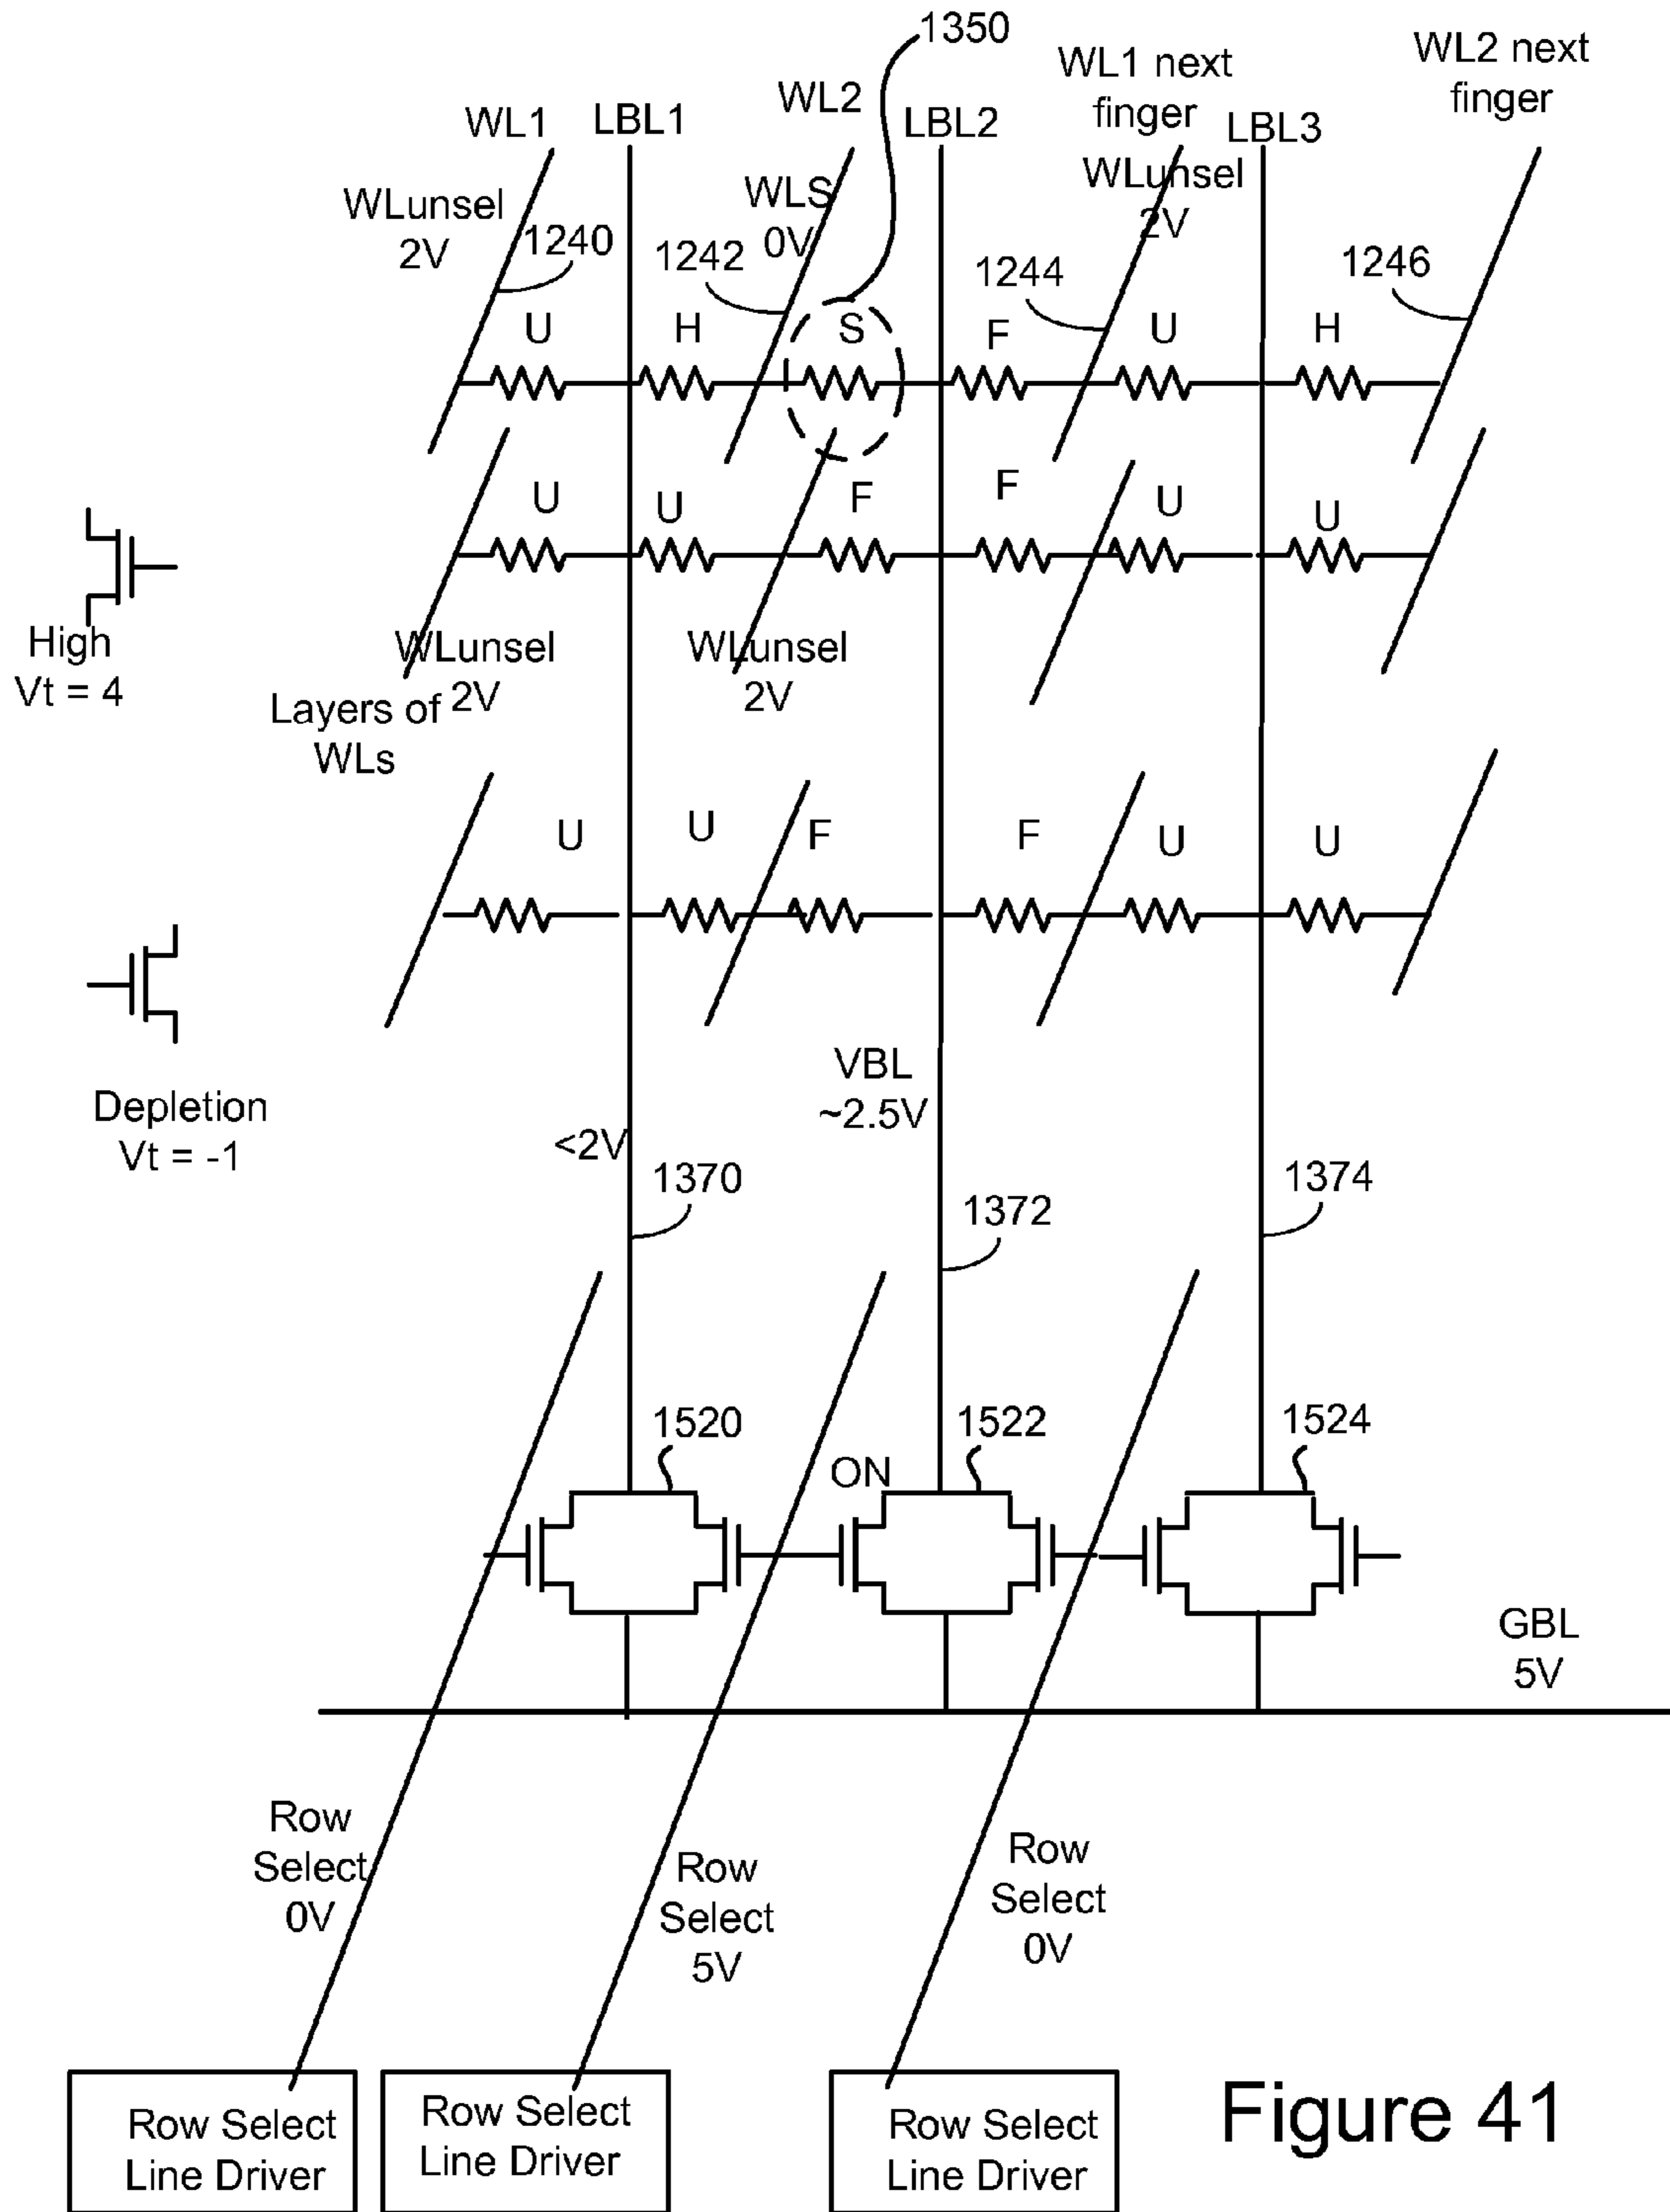 1350
WL1
LBL1
WL2
LBL2
WL1 next
finger
LBL3
WL2 next
finger
WLunsel
2V
1240
1242
WLS
0V
WLunsel
2V
1244
1246
U
H
S
F
U
H
U
U
F
F
U
U
High
Vt = 4
WLunsel
2V
WLunsel
2V
Layers of
WLs
U
U
F
F
U
U
Depletion
Vt = -1
<2V
VBL
~2.5V
1370
1372
1374
1520
ON
1522
1524
GBL
5V
Row
Select
0V
Row
Select
5V
Row
Select
0V
Row Select
Line Driver
Row Select
Line Driver
Row Select
Line Driver
Figure 41